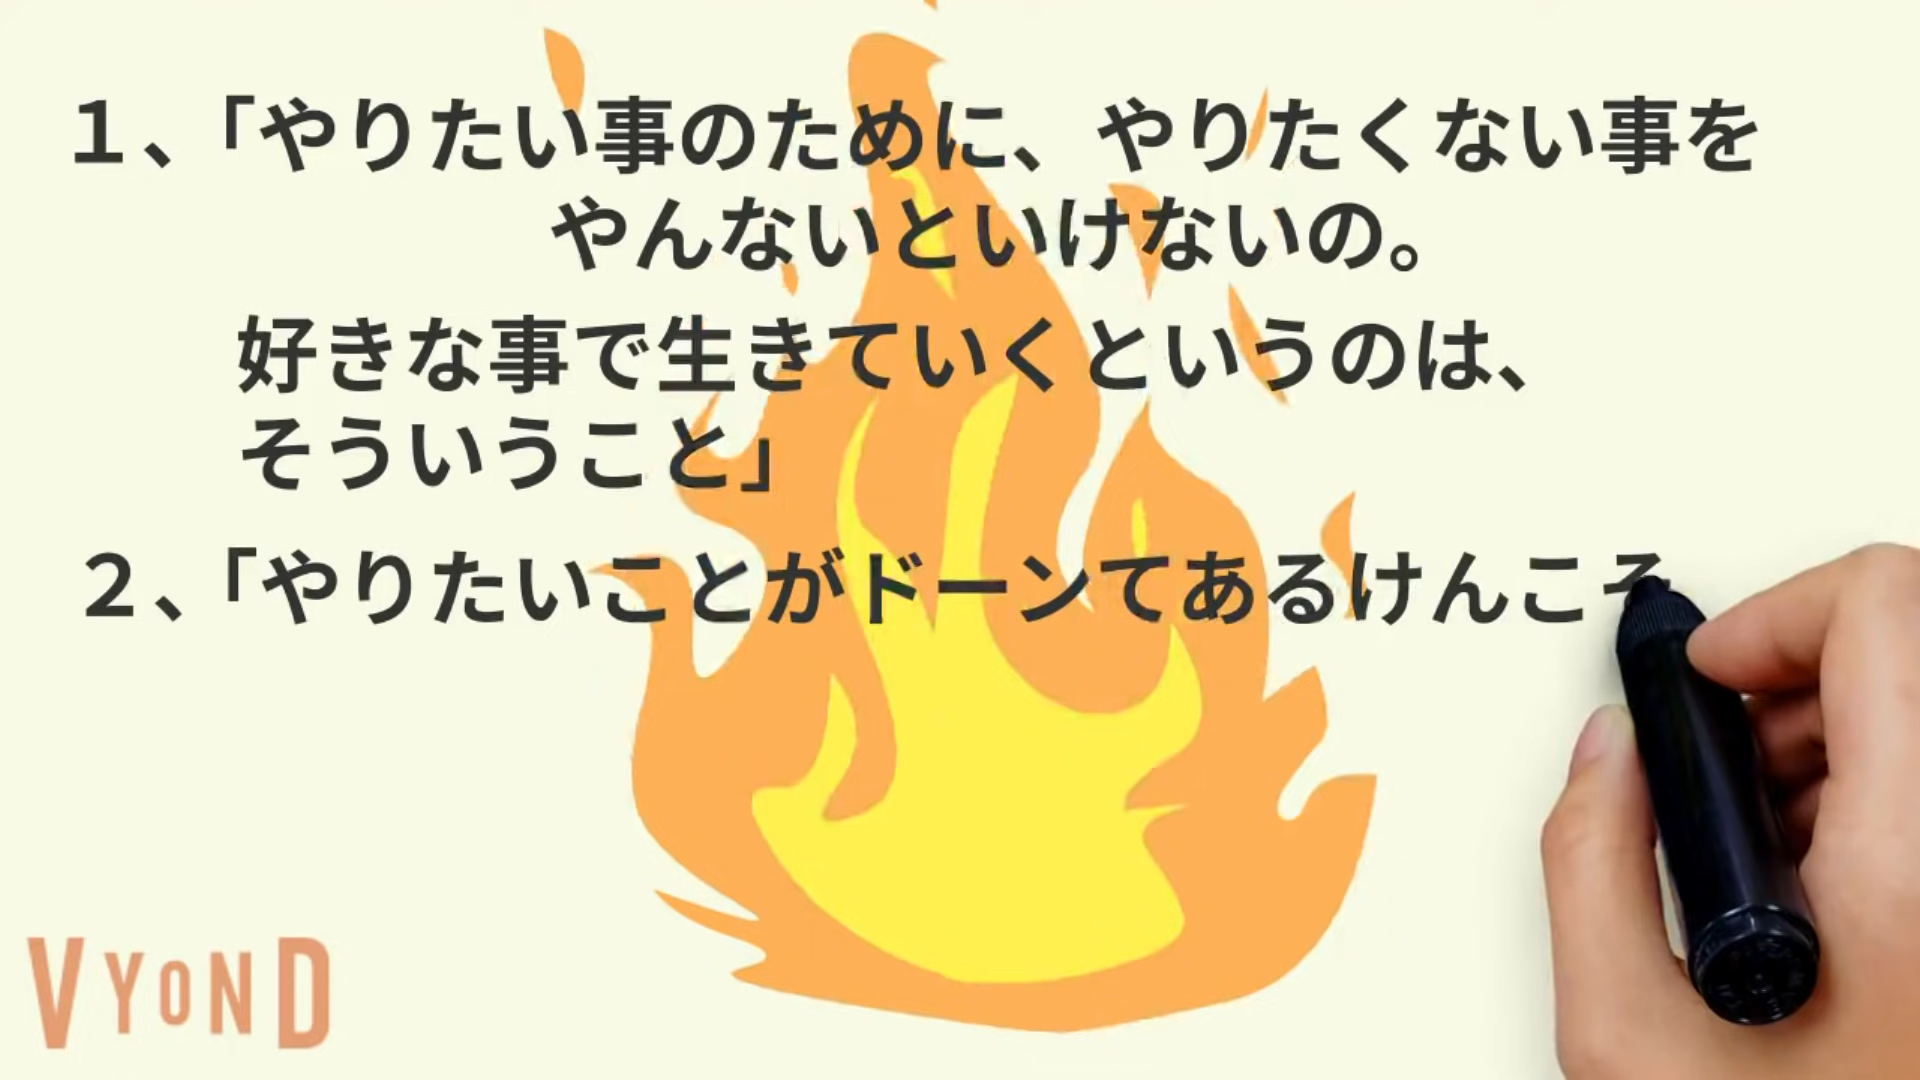 １、「やりたい事のために、やりたくない事を
やんないといけないの。
好きな事で生きていくというのは、
そういうこと」
２、「やりたいことがドーンてあるけんこそ
VYOND